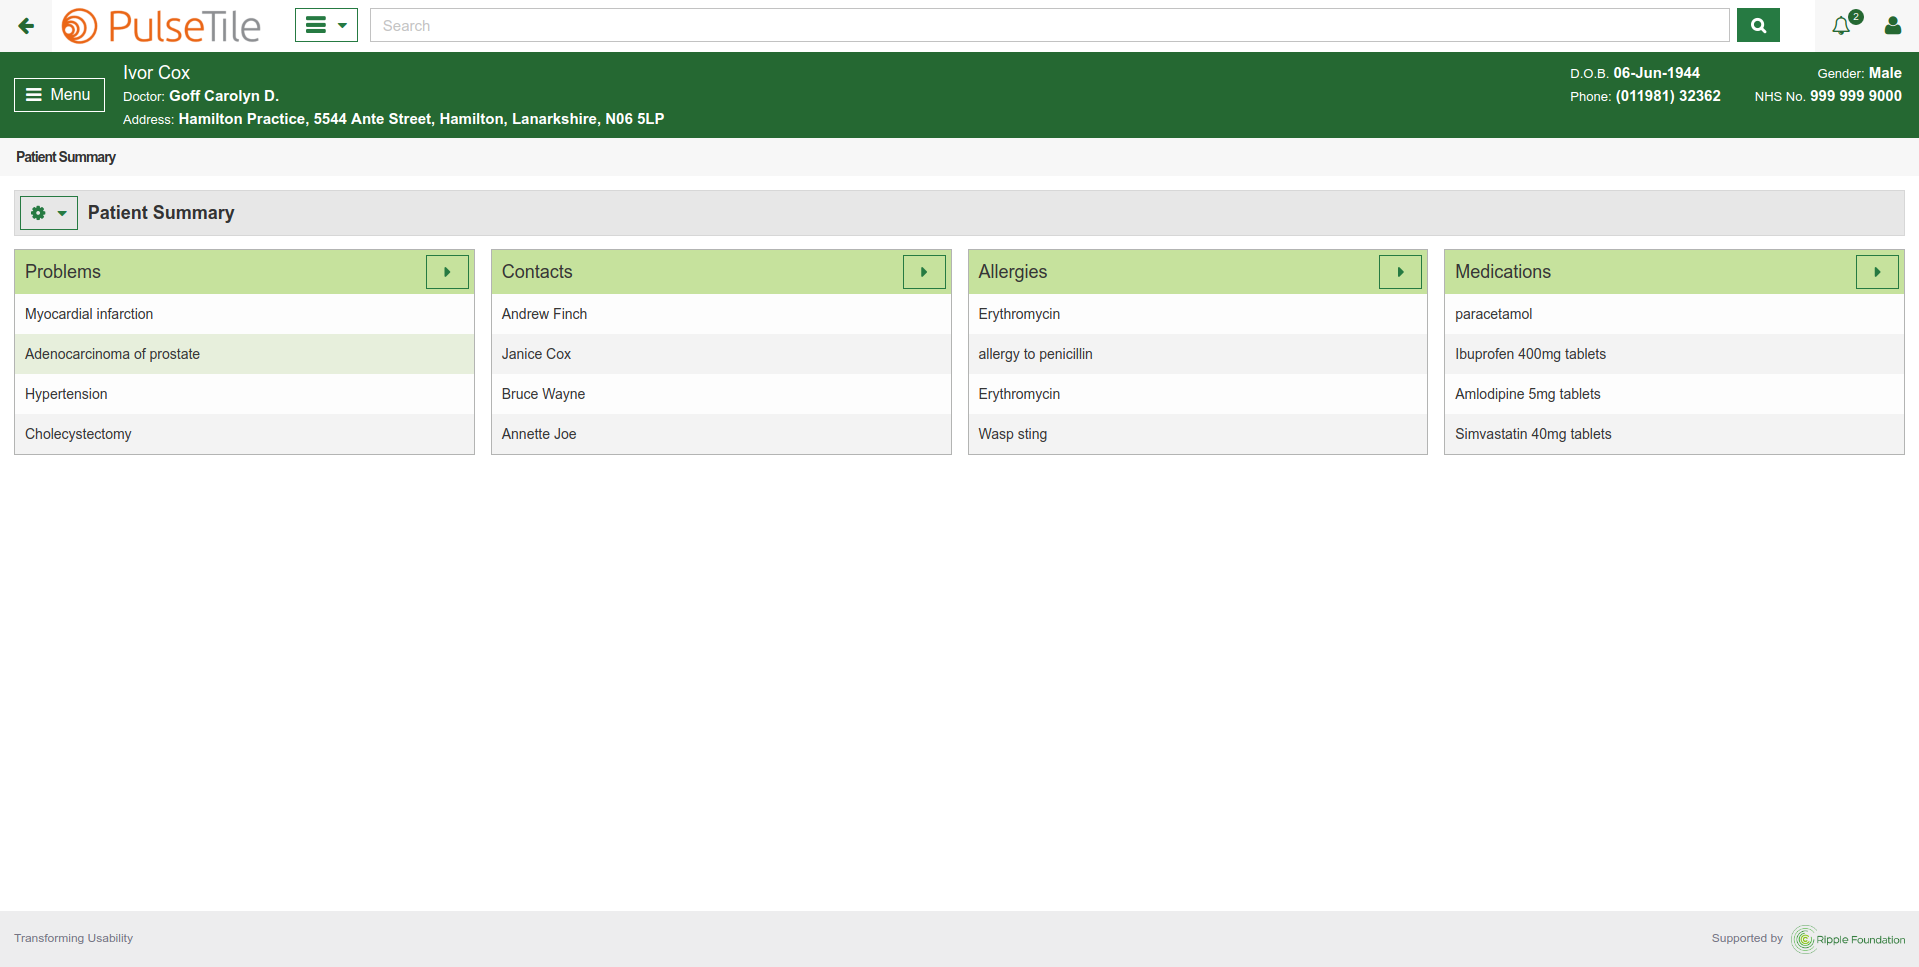 PulseTile
Search
2
Menu
Ivor Cox
Doctor: Goff Carolyn D.
Address: Hamilton Practice, 5544 Ante Street, Hamilton, Lanarkshire, N06 5LP
D.O.B. 06-Jun-1944
Gender: Male
Phone: (011981) 32362
NHS No. 999 999 9000
Patient Summary
Patient Summary
Problems
Myocardial infarction
Adenocarcinoma of prostate
Hypertension
Cholecystectomy
Contacts
Andrew Finch
Janice Cox
Bruce Wayne
Annette Joe
Allergies
Erythromycin
allergy to penicillin
Erythromycin
Wasp sting
Medications
paracetamol
Ibuprofen 400mg tablets
Amlodipine 5mg tablets
Simvastatin 40mg tablets
Transforming Usability
Supported by Ripple Foundation